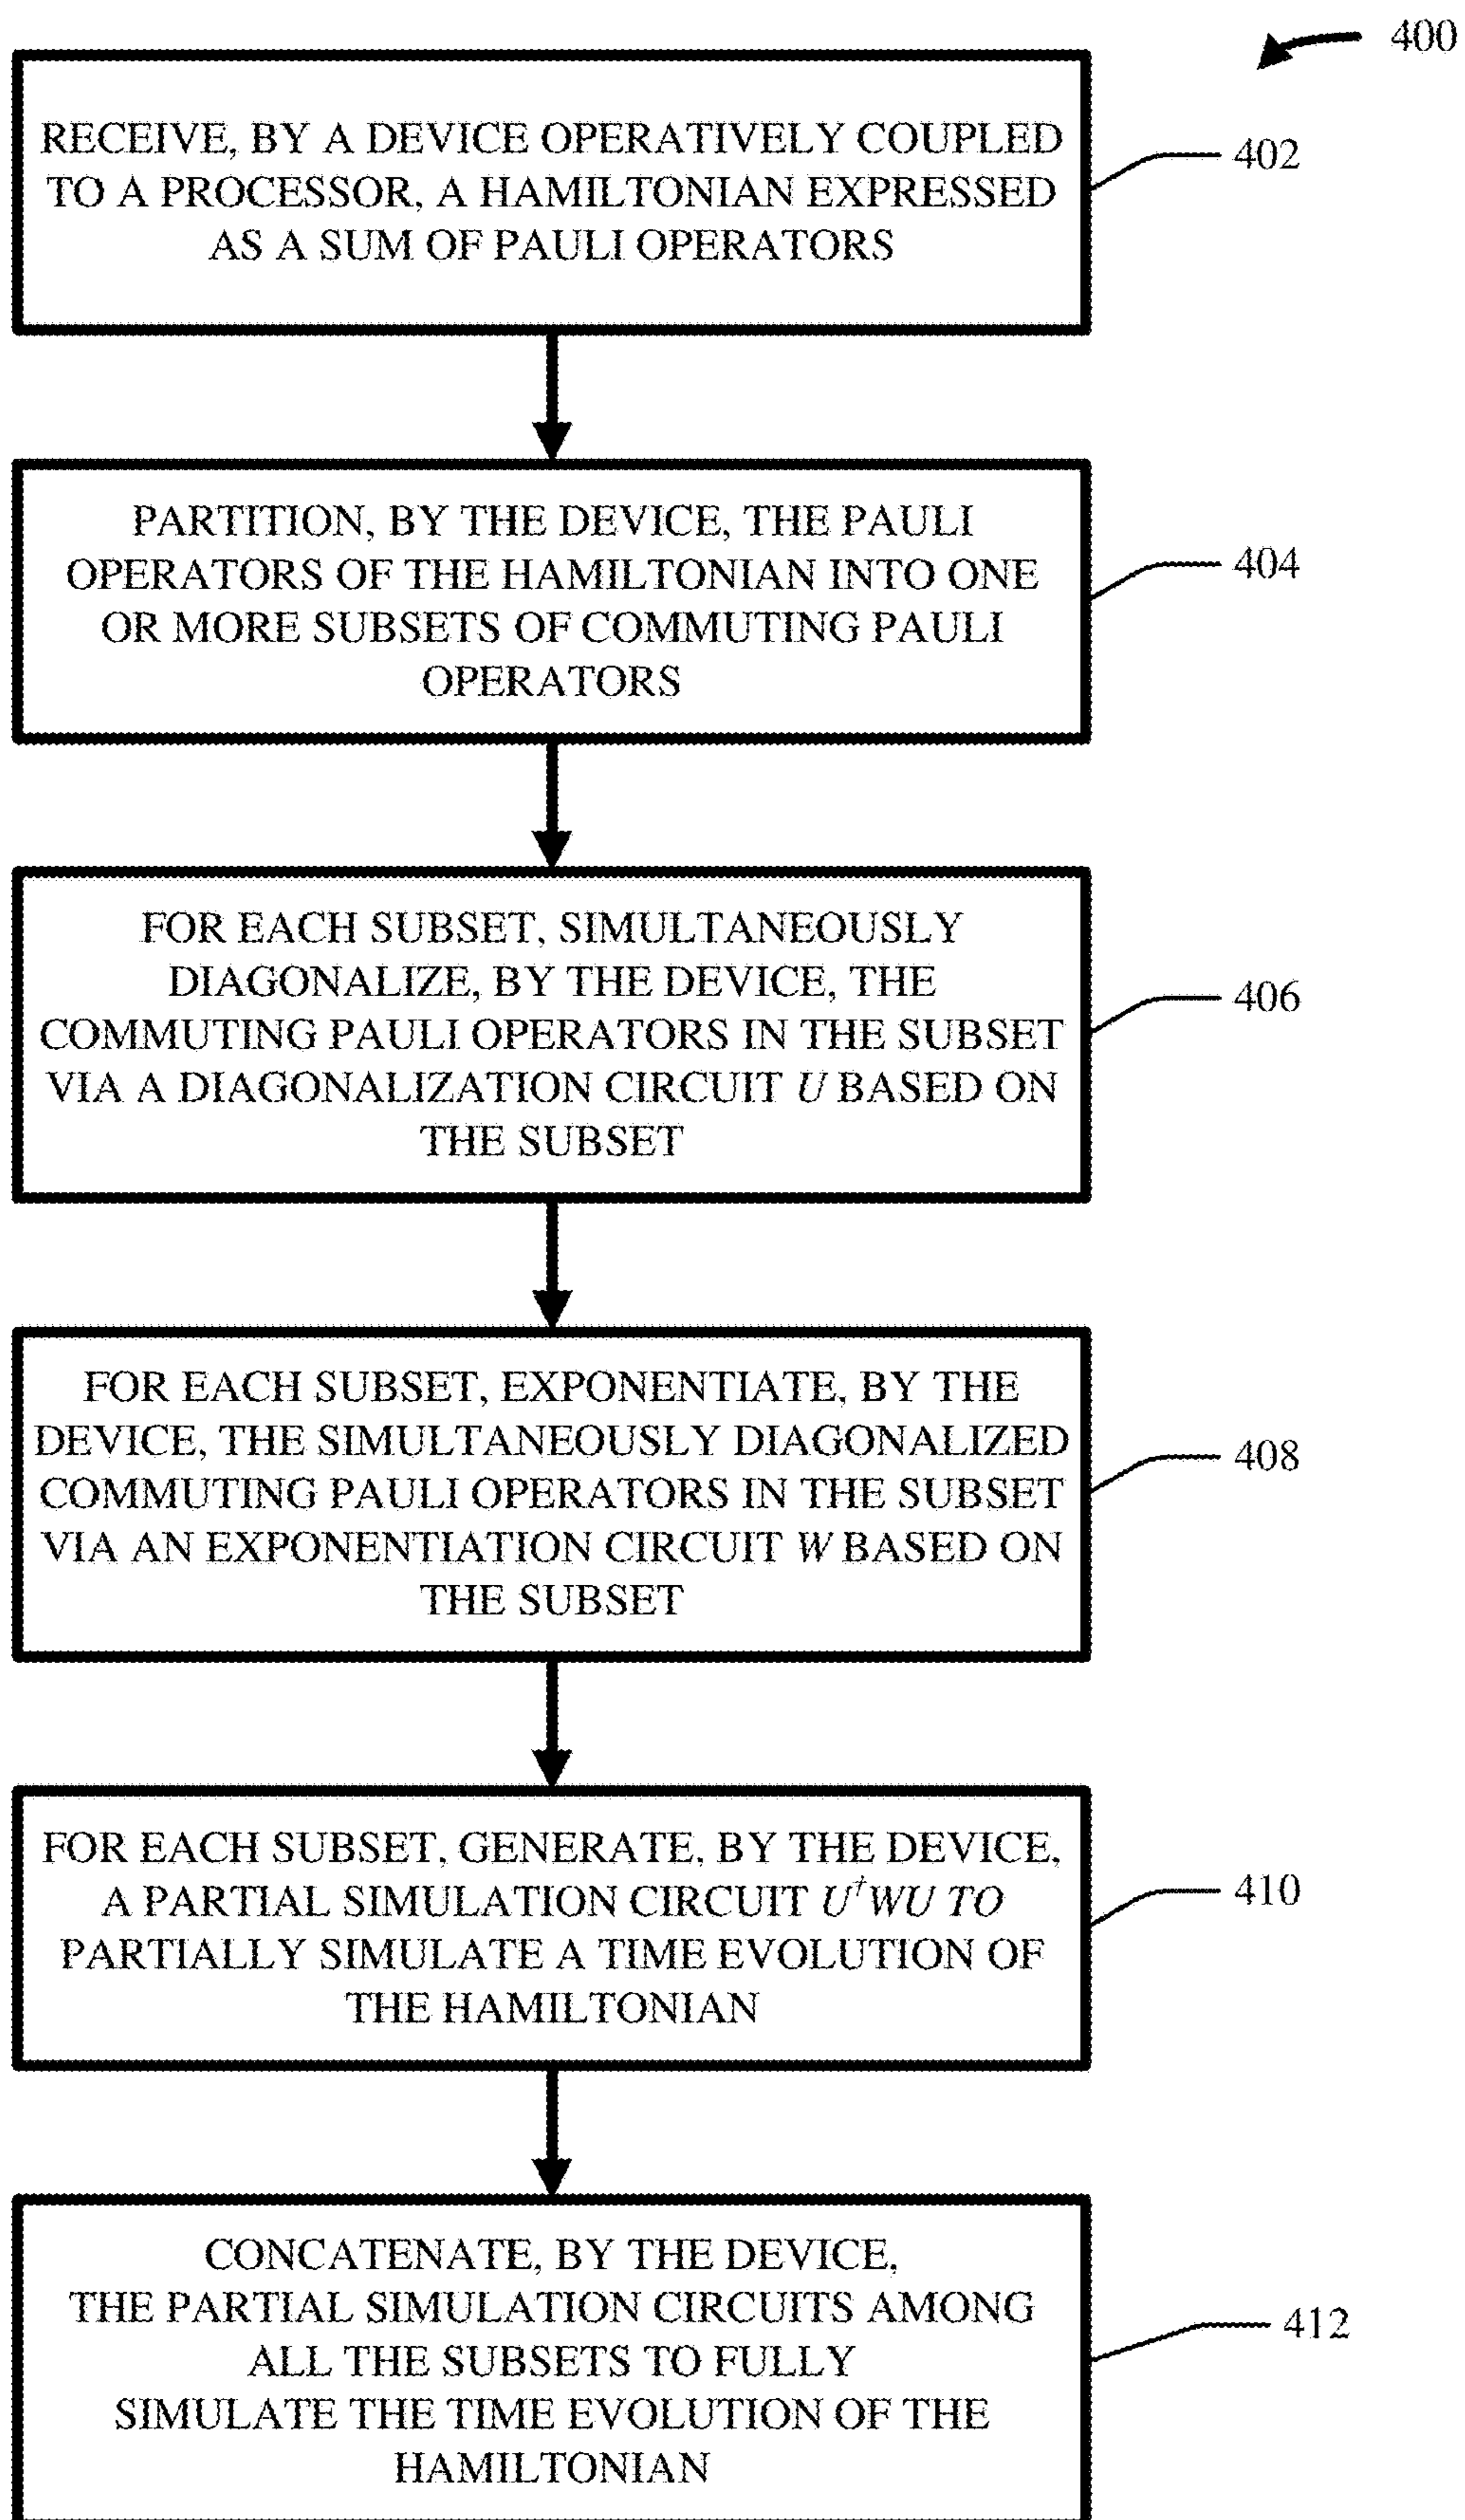 400
RECEIVE, BY A DEVICE OPERATIVELY COUPLED
TO A PROCESSOR, A HAMILTONIAN EXPRESSED
AS A SUM OF PAULI OPERATORS
402
PARTITION, BY THE DEVICE, THE PAULI
OPERATORS OF THE HAMILTONIAN INTO ONE
OR MORE SUBSETS OF COMMUTING PAULI
OPERATORS
404
FOR EACH SUBSET, SIMULTANEOUSLY
DIAGONALIZE, BY THE DEVICE, THE
COMMUTING PAULI OPERATORS IN THE SUBSET
VIA A DIAGONALIZATION CIRCUIT U BASED ON
THE SUBSET
406
FOR EACH SUBSET, EXPONENTIATE, BY THE
DEVICE, THE SIMULTANEOUSLY DIAGONALIZED
COMMUTING PAULI OPERATORS IN THE SUBSET
VIA AN EXPONENTIATION CIRCUIT W BASED ON
THE SUBSET
408
FOR EACH SUBSET, GENERATE, BY THE DEVICE,
A PARTIAL SIMULATION CIRCUIT U†WU TO
PARTIALLY SIMULATE A TIME EVOLUTION OF
THE HAMILTONIAN
410
CONCATENATE, BY THE DEVICE,
THE PARTIAL SIMULATION CIRCUITS AMONG
ALL THE SUBSETS TO FULLY
SIMULATE THE TIME EVOLUTION OF THE
HAMILTONIAN
412